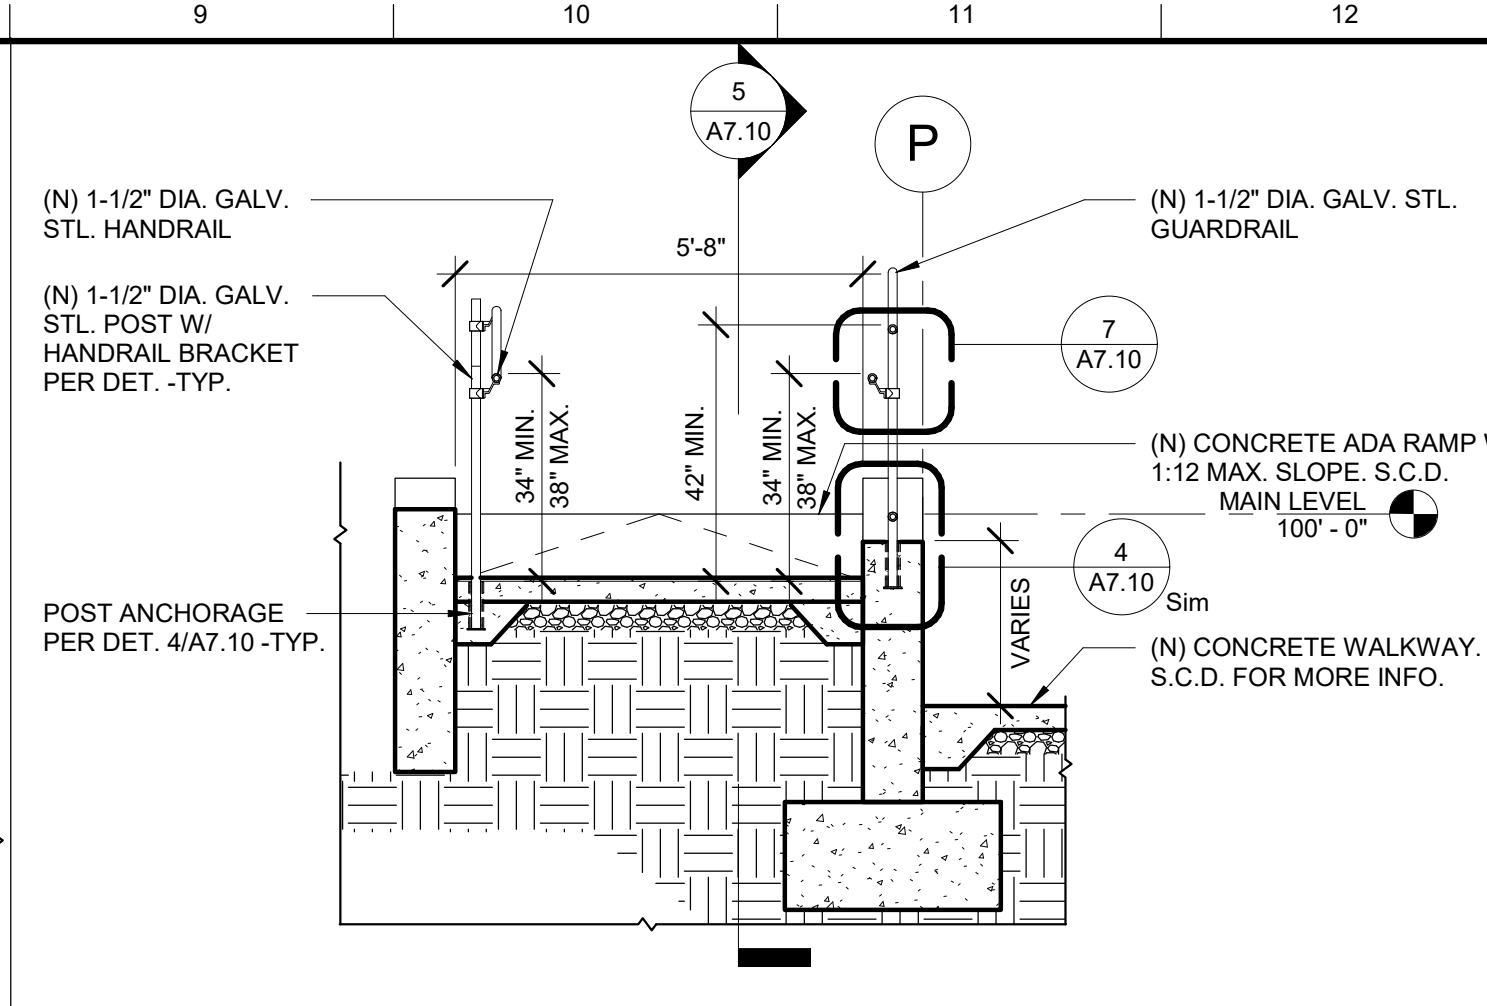 9
10
11
12
5
A7.10
P
(N) 1-1/2" DIA. GALV.
STL. HANDRAIL
(N) 1-1/2" DIA. GALV. STL.
GUARDRAIL
5'-8"
(N) 1-1/2" DIA. GALV.
STL. POST W/
HANDRAIL BRACKET
PER DET. -TYP.
7
A7.10
34" MIN.
38" MAX.
42" MIN.
34" MIN.
38" MAX.
(N) CONCRETE ADA RAMP
1:12 MAX. SLOPE. S.C.D.
MAIN LEVEL
100' - 0"
4
A7.10
Sim
VARIES
POST ANCHORAGE
PER DET. 4/A7.10 -TYP.
(N) CONCRETE WALKWAY.
S.C.D. FOR MORE INFO.